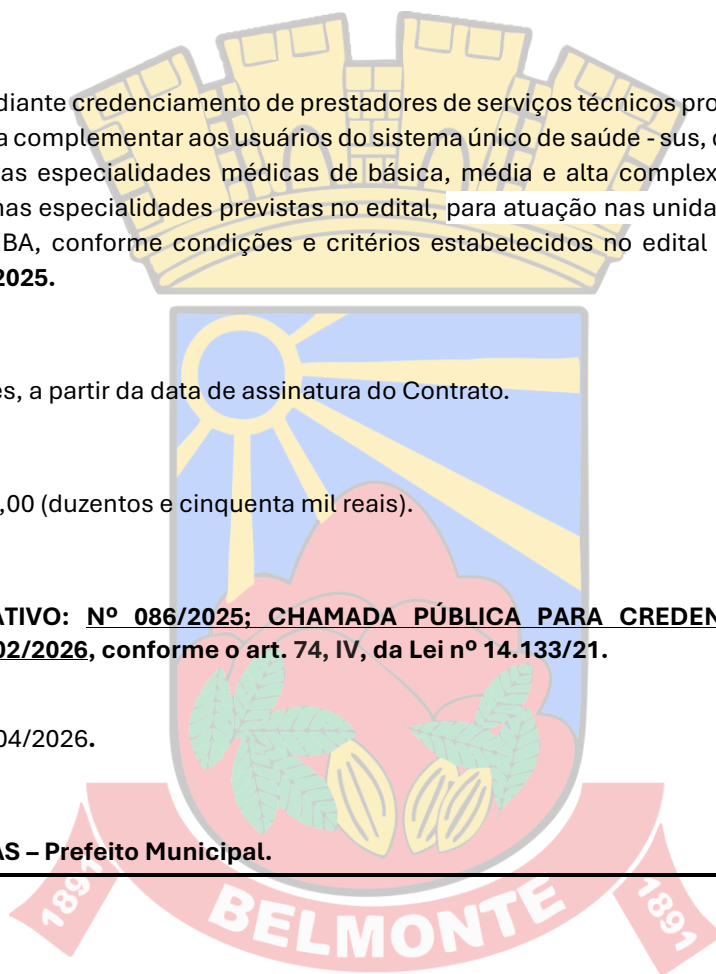 diante credenciamento de prestadores de serviços técnicos pro
a complementar aos usuários do sistema único de saúde - sus,
as especialidades médicas de básica, média e alta complex
nas especialidades previstas no edital, para atuação nas unida
BA, conforme condições e critérios estabelecidos no edital
2025.
es, a partir da data de assinatura do Contrato.
,00 (duzentos e cinquenta mil reais).
ATIVO: Nº 086/2025; CHAMADA PÚBLICA PARA CREDEN
02/2026, conforme o art. 74, IV, da Lei nº 14.133/21.
04/2026.
AS – Prefeito Municipal.
1891 BELMONTE 1891